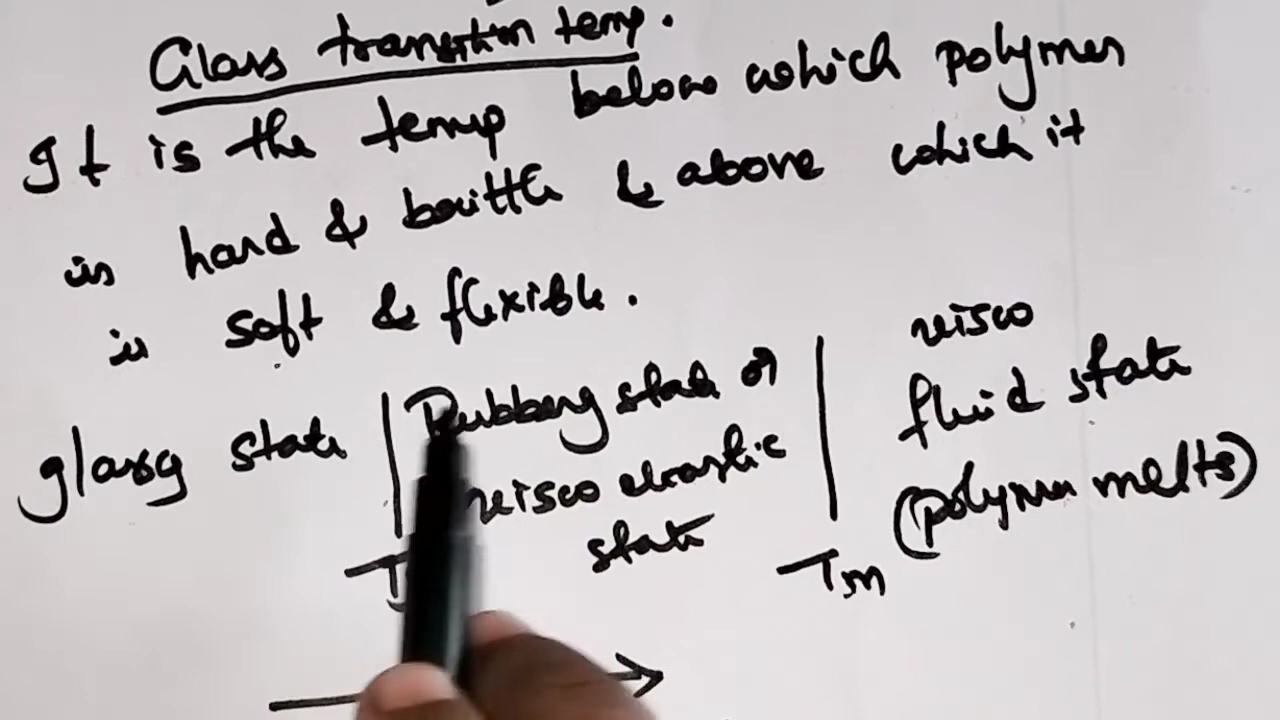 Glass transition temp.
It is the temp below which polymer
is hard & brittle & above which it
is soft & flexible.
glassy state | Rubbery state or | visco
visco elastic fluid state
state (polymer melts)
Tm